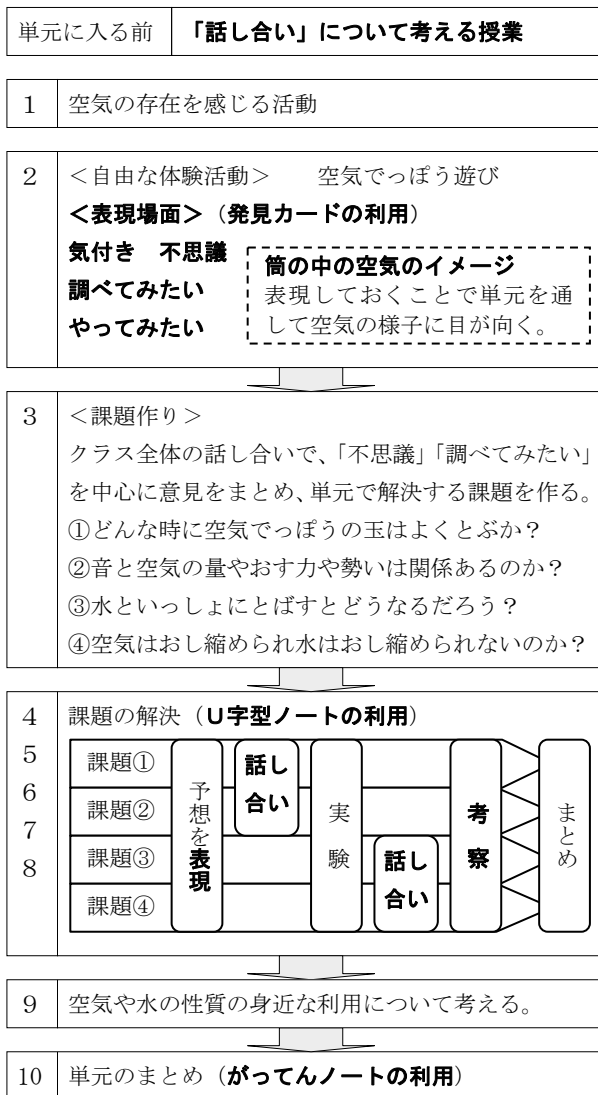 単元に入る前 「話し合い」について考える授業
1 空気の存在を感じる活動
2 ＜自由な体験活動＞ 空気でっぽう遊び
＜表現場面＞（発見カードの利用）
気付き 不思議
調べてみたい
やってみたい
筒の中の空気のイメージ
表現しておくことで単元を通
して空気の様子に目が向く。
3 ＜課題作り＞
クラス全体の話し合いで、「不思議」「調べてみたい」
を中心に意見をまとめ、単元で解決する課題を作る。
①どんな時に空気でっぽうの玉はよくとぶか？
②音と空気の量やおす力や勢いは関係あるのか？
③水といっしょにとばすとどうなるだろう？
④空気はおし縮められ水はおし縮められないのか？
4 課題の解決（Ｕ字型ノートの利用）
5
6
7
8
課題①
課題②
課題③
課題④
予想を表現
話し
合い
実験
話し
合い
考察
まとめ
9 空気や水の性質の身近な利用について考える。
10 単元のまとめ（がってんノートの利用）